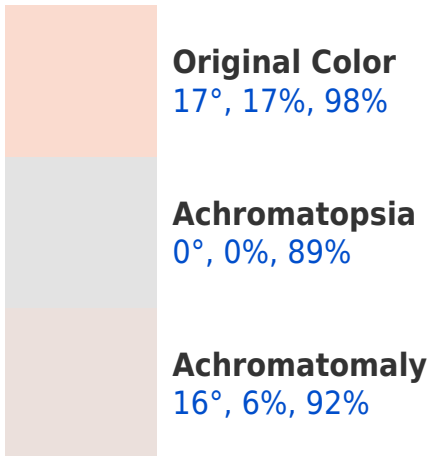 Original Color
17°, 17%, 98%
Achromatopsia
0°, 0%, 89%
Achromatomaly
16°, 6%, 92%